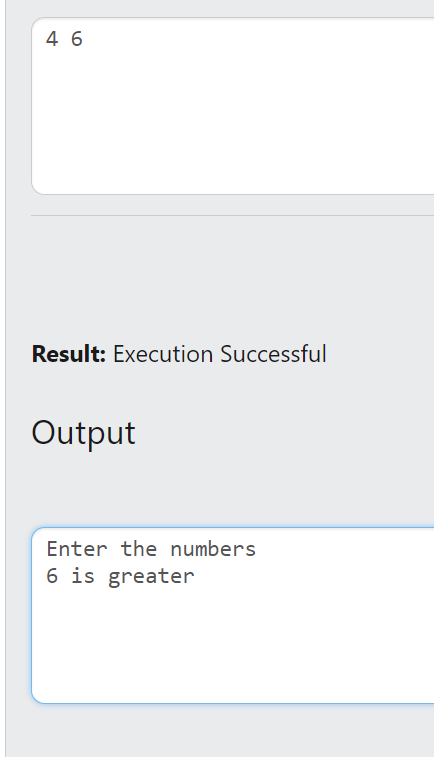 4 6
Result: Execution Successful
Output
Enter the numbers
6 is greater